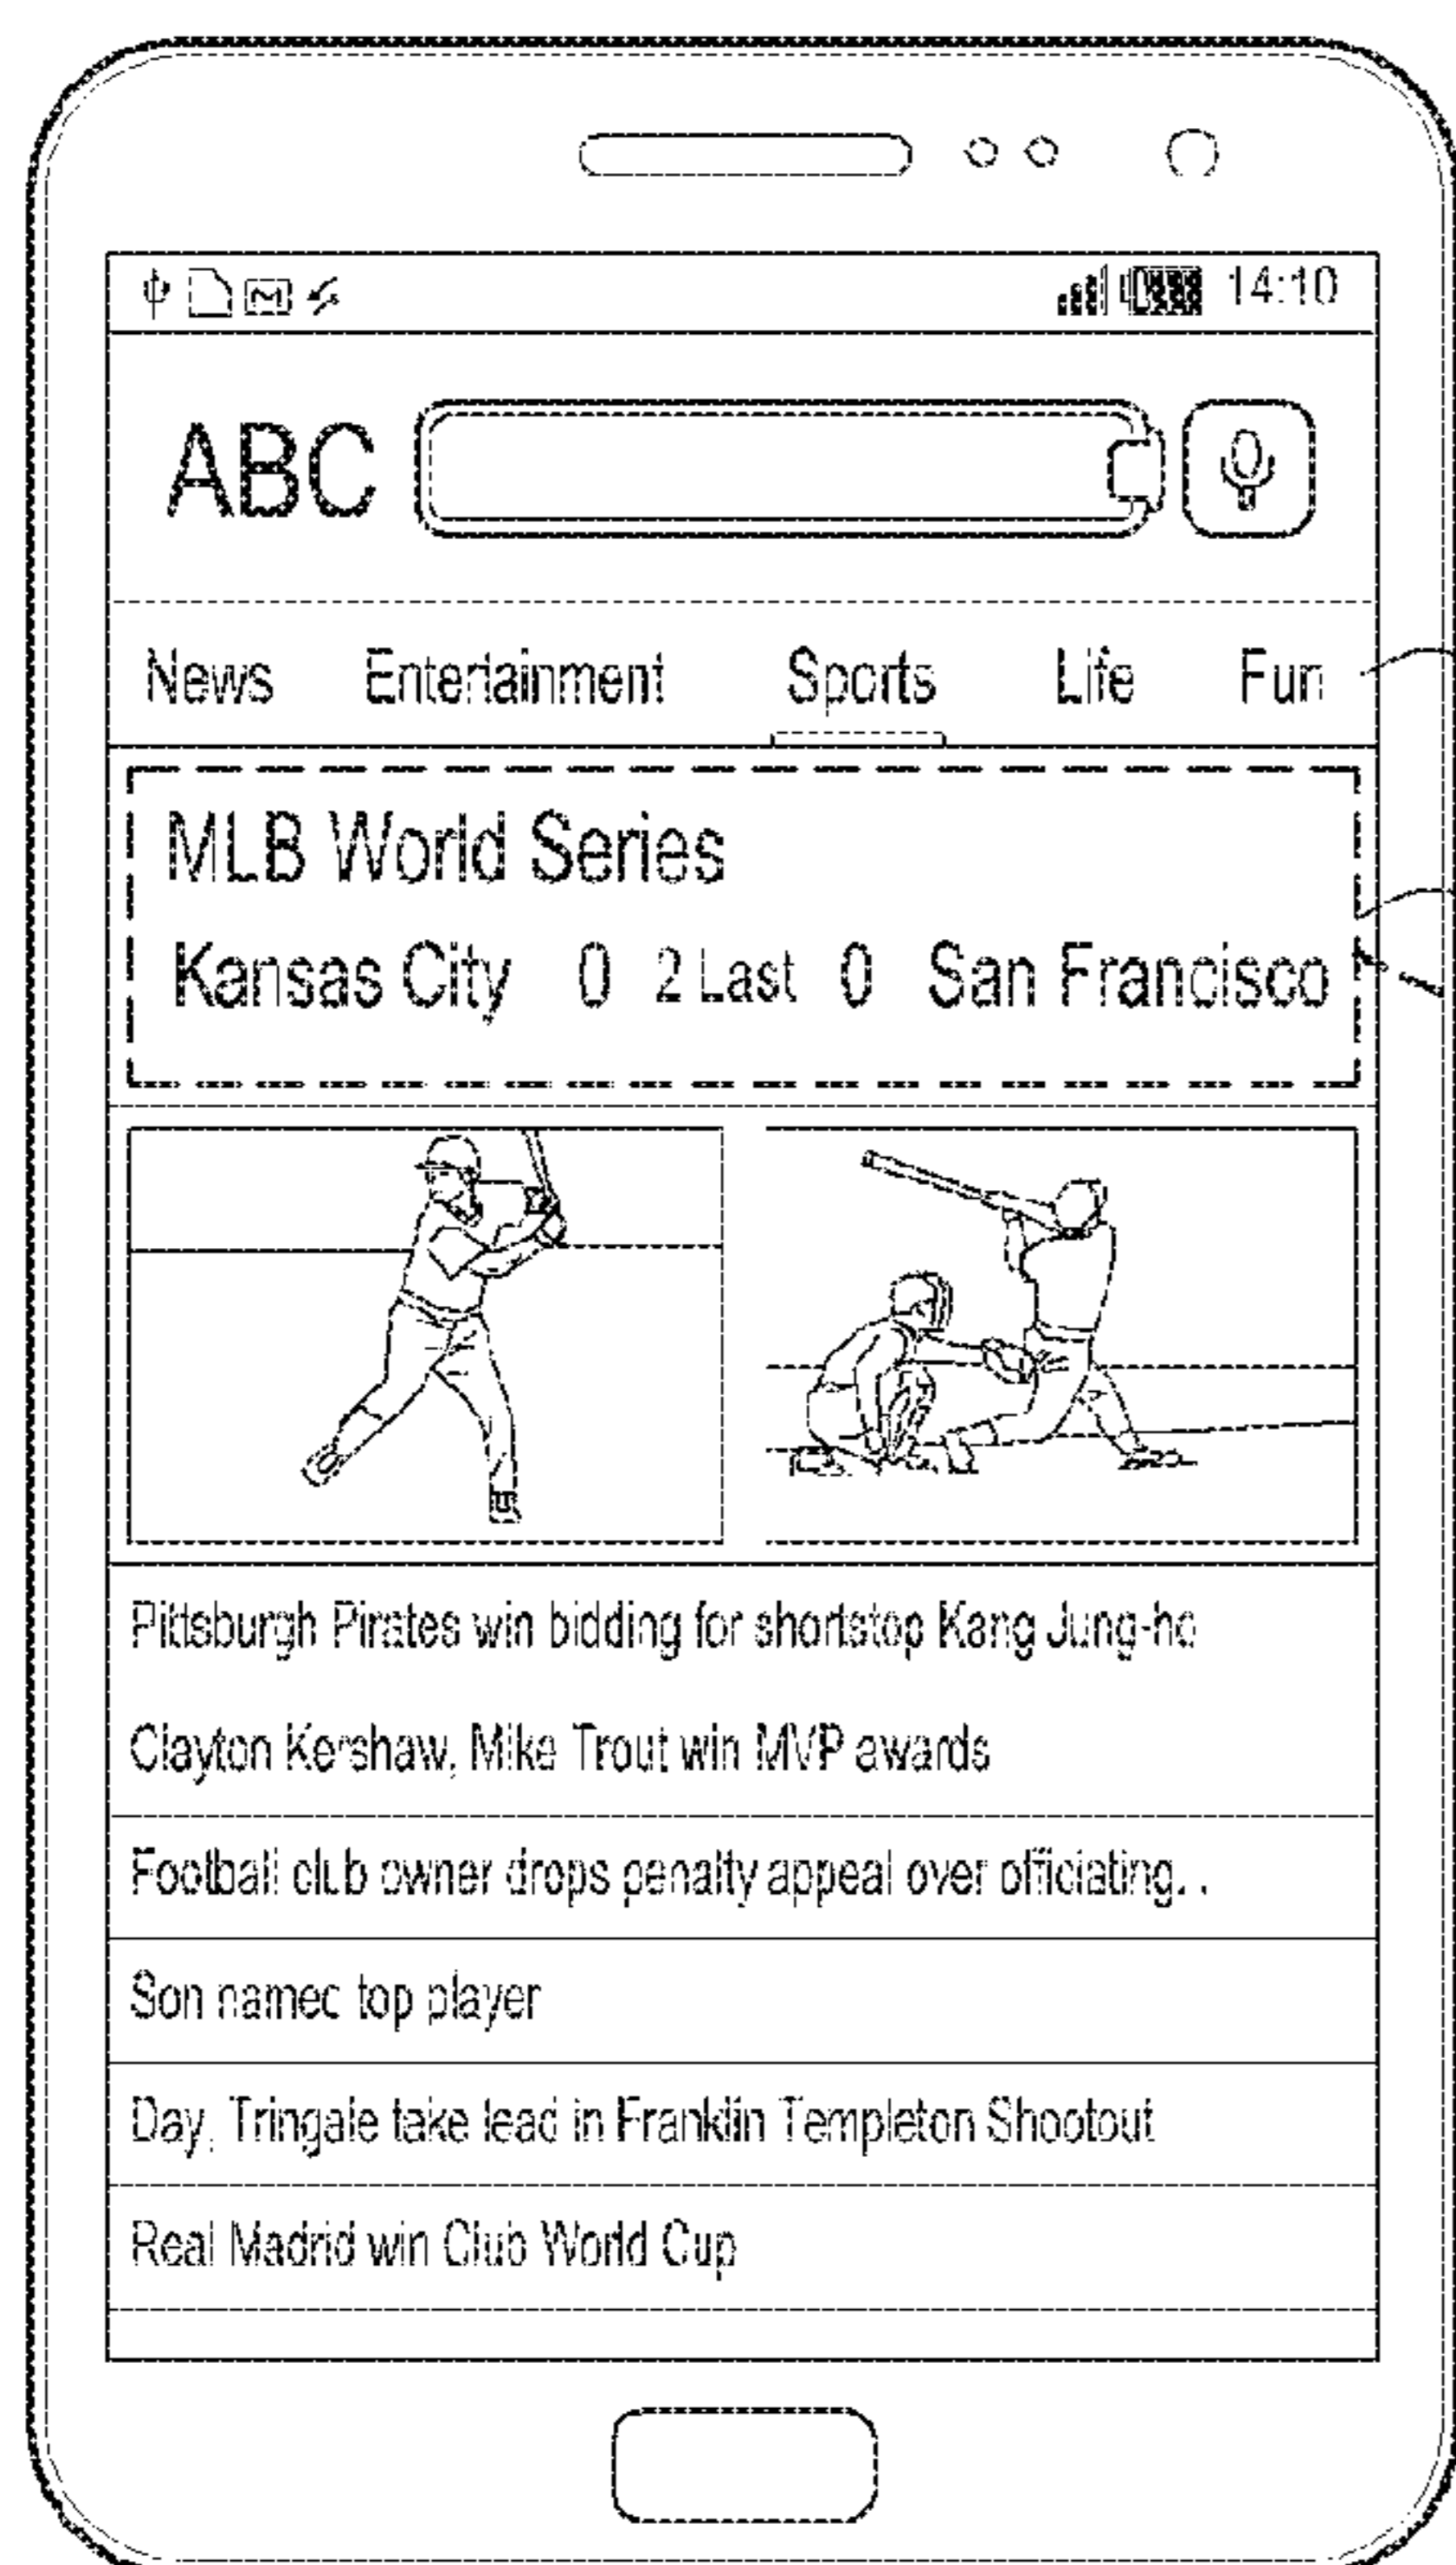 14:10
ABC
News Entertainment Sports Life Fun
MLB World Series
Kansas City 0 2 Last 0 San Francisco
Pittsburgh Pirates win bidding for shortstop Kang Jung-ho
Clayton Kershaw, Mike Trout win MVP awards
Football club owner drops penalty appeal over officiating. .
Son named top player
Day, Tringale take lead in Franklin Templeton Shootout
Real Madrid win Club World Cup